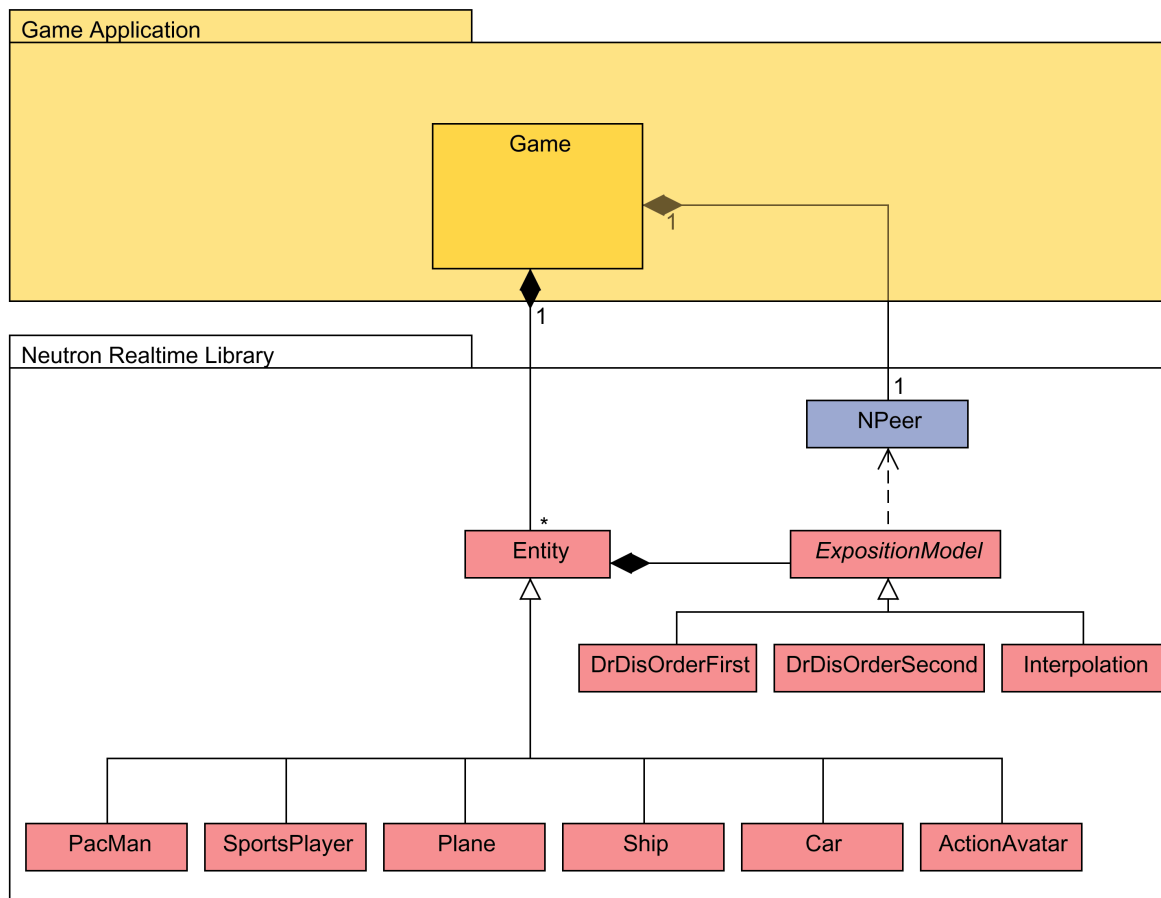 Game Application
Game
1
1
Neutron Realtime Library
1
NPeer
*
Entity
ExpositionModel
DrDisOrderFirst
DrDisOrderSecond
Interpolation
PacMan
SportsPlayer
Plane
Ship
Car
ActionAvatar